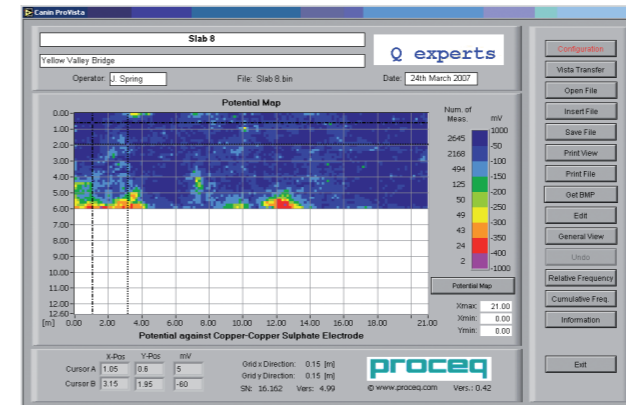 Canin ProVista
Slab 8
Yellow Valley Bridge
Q experts
Operator: J. Spring File: Slab 8.bin Date: 24th March 2007
Potential Map
Num. of Meas. mV
0.00
1.00
2.00
3.00
4.00
5.00
6.00
7.00
8.00
9.00
10.00
11.00
12.00
12.60
[m] 0.00 2.00 4.00 6.00 8.00 10.00 12.00 14.00 16.00 18.00 21.00
Potential against Copper-Copper Sulphate Electrode
1000
2645
-50
2168
-100
494
-150
125
-200
50
-250
49
-300
43
-350
24
-400
2
-1000
Potential Map
Xmax: 21.00
Xmin: 0.00
Ymin: 0.00
X-Pos Y-Pos mV
Cursor A 1.05 0.6 5
Cursor B 3.15 1.95 -60
Grid x Direction: 0.15 [m]
Grid y Direction: 0.15 [m]
SN: 16.162 Vers: 4.99
proceq
© www.proceq.com Vers.: 0.42
Configuration
Vista Transfer
Open File
Insert File
Save File
Print View
Print File
Get BMP
Edit
General View
Undo
Relative Frequency
Cumulative Freq.
Information
Exit